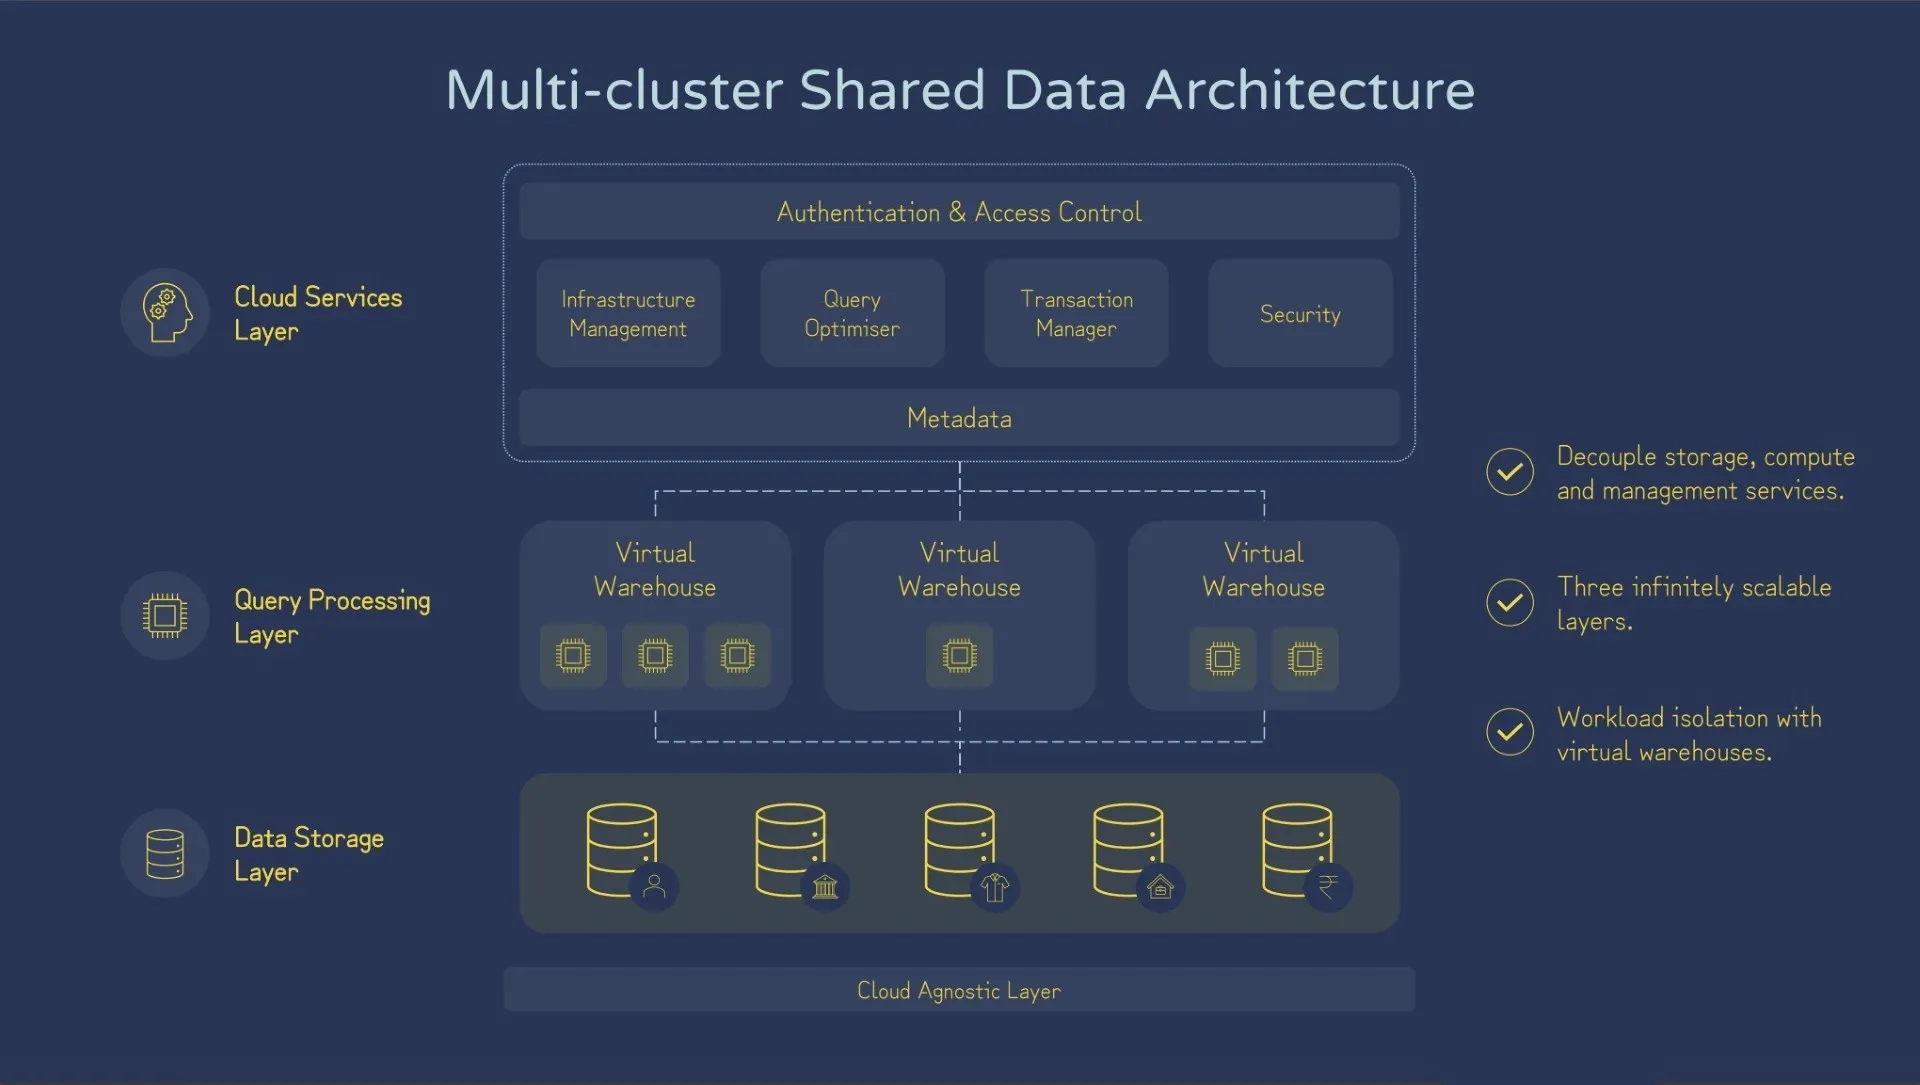 Multi-cluster Shared Data Architecture
Cloud Services
Layer
Authentication & Access Control
Infrastructure
Management
Query
Optimiser
Transaction
Manager
Security
Metadata
Query Processing
Layer
Virtual
Warehouse
Virtual
Warehouse
Virtual
Warehouse
Data Storage
Layer
₹
Cloud Agnostic Layer
Decouple storage, compute
and management services.
Three infinitely scalable
layers.
Workload isolation with
virtual warehouses.